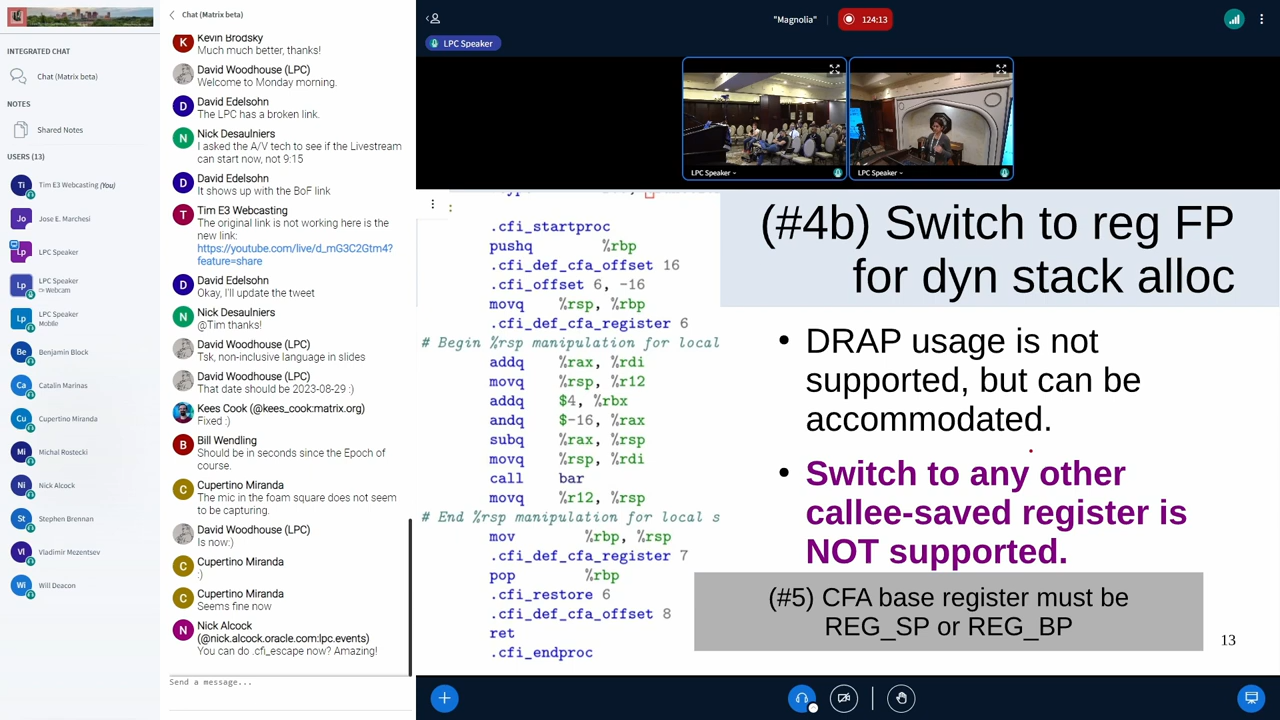 INTEGRATED CHAT
Chat (Matrix beta)
NOTES
Shared Notes
USERS (13)
Ti
Tim E3 Webcasting (You)
Jo
Jose E. Marchesi
Lp
LPC Speaker
Lp
LPC Speaker
Webcam
Lp
LPC Speaker
Mobile
Be
Benjamin Block
Ca
Catalin Marinas
Cu
Cupertino Miranda
Mi
Michal Rostecki
Ni
Nick Alcock
St
Stephen Brennan
Vl
Vladimir Mezentsev
Wi
Will Deacon
Chat (Matrix beta)
K
Kevin Brodsky
Much much better, thanks!
David Woodhouse (LPC)
Welcome to Monday morning.
D
David Edelsohn
The LPC has a broken link.
N
Nick Desaulniers
I asked the A/V tech to see if the Livestream
can start now, not 9:15
D
David Edelsohn
It shows up with the BoF link
T
Tim E3 Webcasting
The original link is not working here is the
new link:
https://youtube.com/live/d_mG3C2Gtm4?
feature=share
D
David Edelsohn
Okay, I'll update the tweet
N
Nick Desaulniers
@Tim thanks!
David Woodhouse (LPC)
Tsk, non-inclusive language in slides
David Woodhouse (LPC)
That date should be 2023-08-29 :)
Kees Cook (@kees_cook:matrix.org)
Fixed :)
B
Bill Wendling
Should be in seconds since the Epoch of
course.
C
Cupertino Miranda
The mic in the foam square does not seem
to be capturing.
David Woodhouse (LPC)
Is now:)
C
Cupertino Miranda
:)
C
Cupertino Miranda
Seems fine now
N
Nick Alcock
(@nick.alcock.oracle.com:lpc.events)
You can do .cfi_escape now? Amazing!
Send a message...
"Magnolia"
124:13
LPC Speaker
LPC Speaker
LPC Speaker
:
.cfi_startproc
pushq %rbp
.cfi_def_cfa_offset 16
.cfi_offset 6, -16
movq %rsp, %rbp
.cfi_def_cfa_register 6
# Begin %rsp manipulation for local
addq %rax, %rdi
movq %rsp, %r12
addq $4, %rbx
andq $-16, %rax
subq %rax, %rsp
movq %rsp, %rdi
call bar
movq %r12, %rsp
# End %rsp manipulation for local s
mov %rbp, %rsp
.cfi_def_cfa_register 7
pop %rbp
.cfi_restore 6
.cfi_def_cfa_offset 8
ret
.cfi_endproc
(#4b) Switch to reg FP
for dyn stack alloc
• DRAP usage is not
supported, but can be
accommodated.
• Switch to any other
callee-saved register is
NOT supported.
(#5) CFA base register must be
REG_SP or REG_BP
13